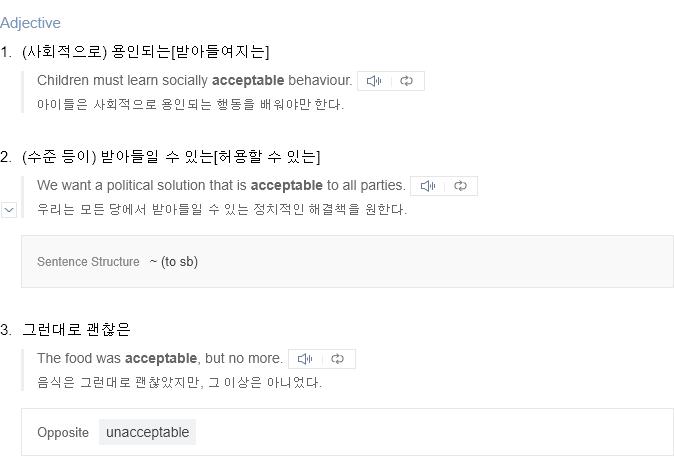 Adjective
1. (사회적으로) 용인되는[받아들여지는]
Children must learn socially acceptable behaviour.
아이들은 사회적으로 용인되는 행동을 배워야만 한다.
2. (수준 등이) 받아들일 수 있는[허용할 수 있는]
We want a political solution that is acceptable to all parties.
우리는 모든 당에서 받아들일 수 있는 정치적인 해결책을 원한다.
Sentence Structure ~ (to sb)
3. 그런대로 괜찮은
The food was acceptable, but no more.
음식은 그런대로 괜찮았지만, 그 이상은 아니었다.
Opposite unacceptable